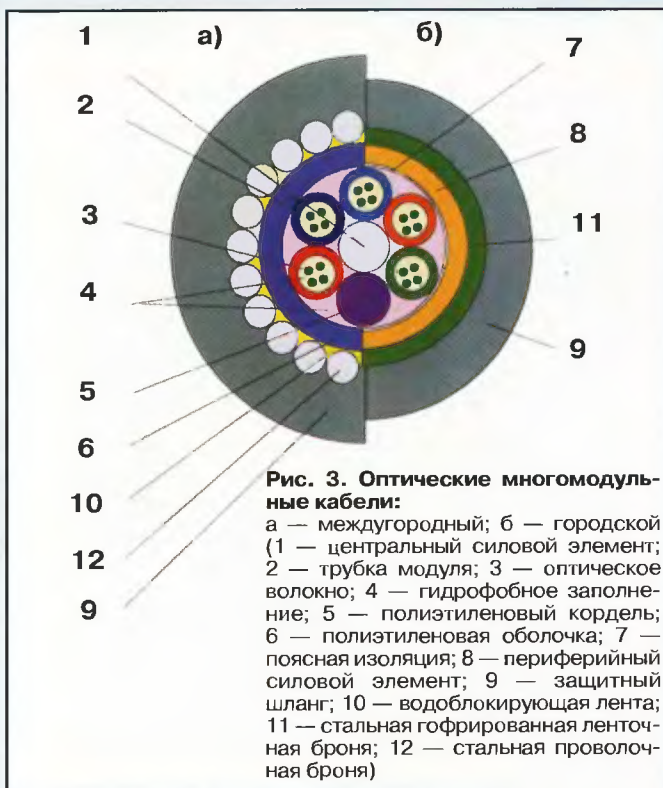 1
а)
б)
7
2
8
3
11
4
9
5
6
10
12
9
Рис. 3. Оптические многомодуль-
ные кабели:
а — междугородный; б — городской
(1 — центральный силовой элемент;
2 — трубка модуля; 3 — оптическое
волокно; 4 — гидрофобное заполне-
ние; 5 — полиэтиленовый кордель;
6 — полиэтиленовая оболочка; 7 —
поясная изоляция; 8 — периферийный
силовой элемент; 9 — защитный
шланг; 10 — водоблокирующая лента;
11 — стальная гофрированная ленточ-
ная броня; 12 — стальная проволоч-
ная броня)